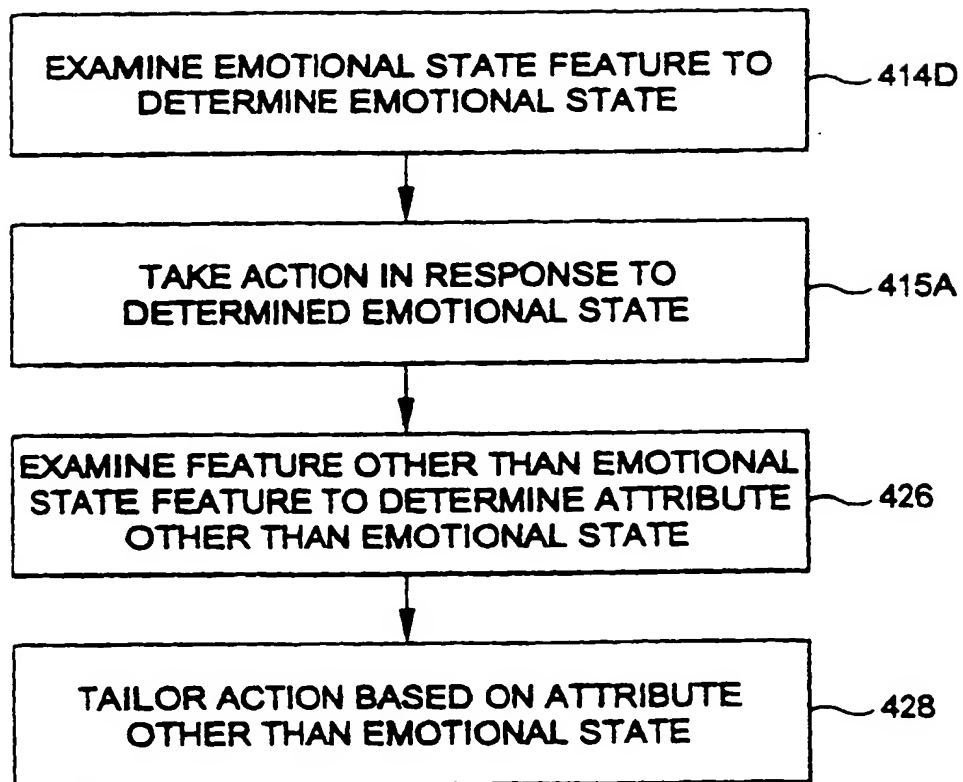 EXAMINE EMOTIONAL STATE FEATURE TO
DETERMINE EMOTIONAL STATE
414D
TAKE ACTION IN RESPONSE TO
DETERMINED EMOTIONAL STATE
415A
EXAMINE FEATURE OTHER THAN EMOTIONAL
STATE FEATURE TO DETERMINE ATTRIBUTE
OTHER THAN EMOTIONAL STATE
426
TAILOR ACTION BASED ON ATTRIBUTE
OTHER THAN EMOTIONAL STATE
428